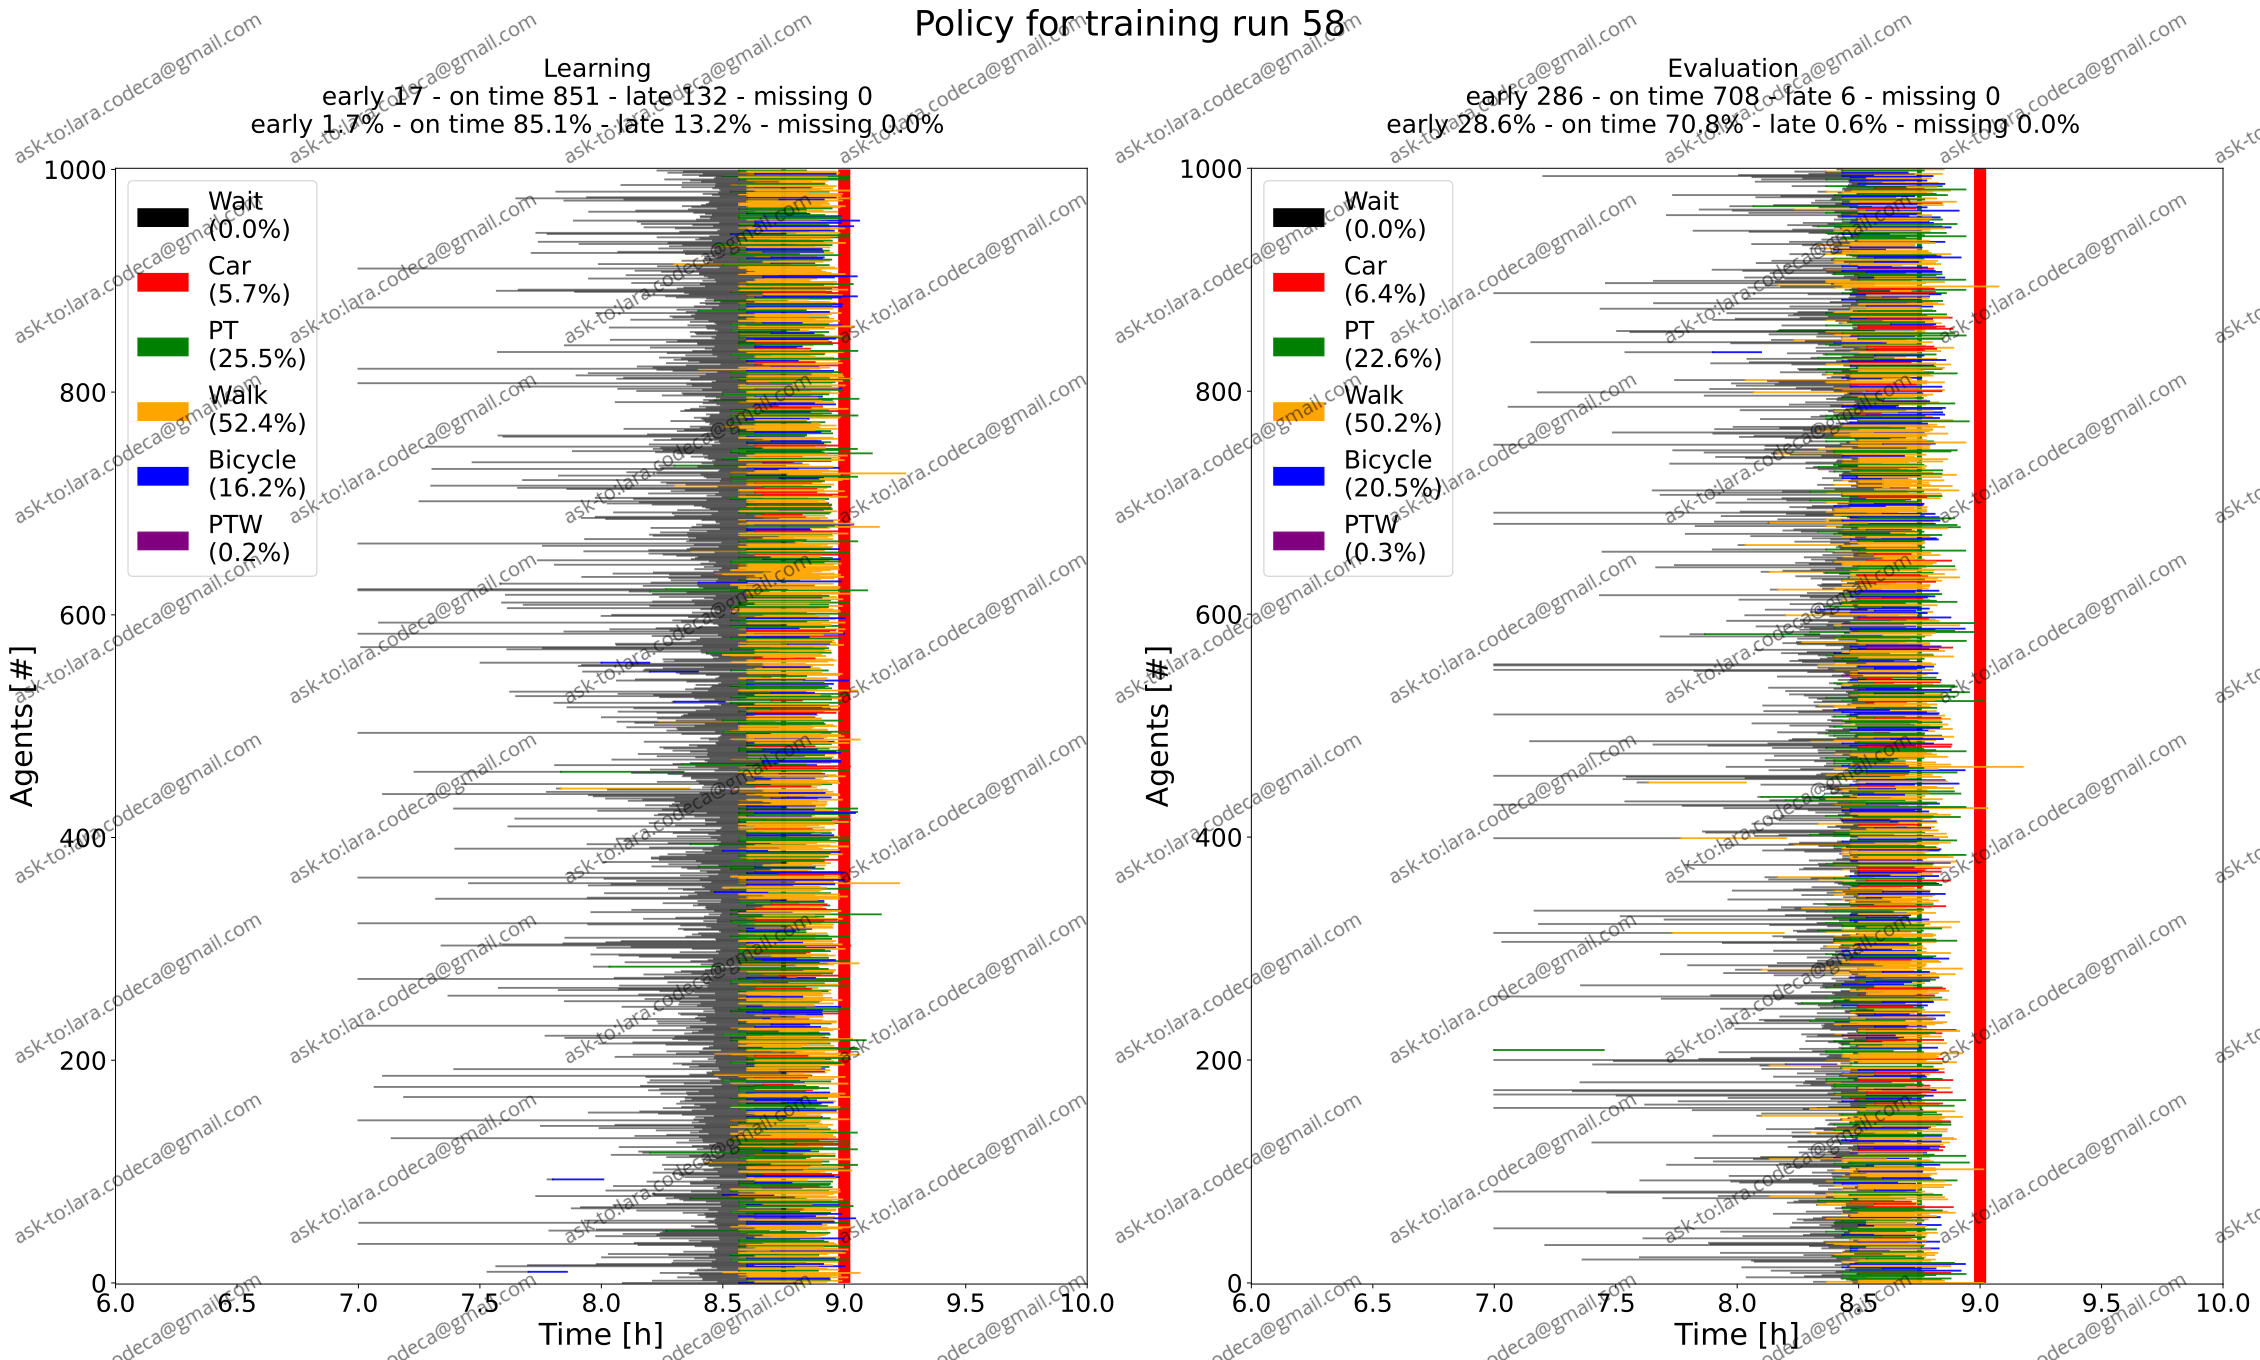 Policy for training run 58
Learning
early 17 - on time 851 - late 132 - missing 0
early 1.7% - on time 85.1% - late 13.2% - missing 0.0%
1000
800
600
400
200
0
Agents [#]
Wait
(0.0%)
Car
(5.7%)
PT
(25.5%)
Walk
(52.4%)
Bicycle
(16.2%)
PTW
(0.2%)
6.0 6.5 7.0 7.5 8.0 8.5 9.0 9.5 10.0
Time [h]
Evaluation
early 286 - on time 708 - late 6 - missing 0
early 28.6% - on time 70.8% - late 0.6% - missing 0.0%
1000
800
600
400
200
0
Agents [#]
Wait
(0.0%)
Car
(6.4%)
PT
(22.6%)
Walk
(50.2%)
Bicycle
(20.5%)
PTW
(0.3%)
6.0 6.5 7.0 7.5 8.0 8.5 9.0 9.5 10.0
Time [h]
ask-to:lara.codeca@gmail.com